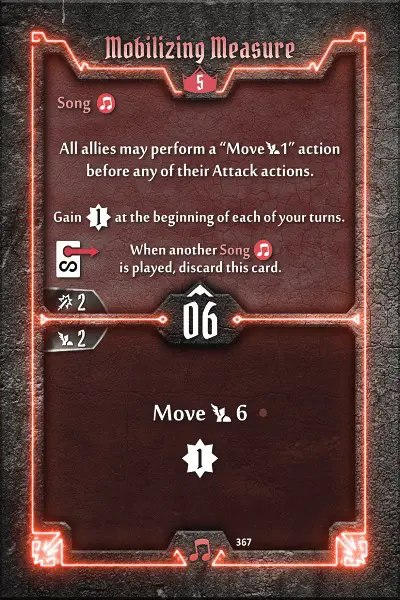 Mobilizing Measure
5
Song
All allies may perform a “Move 1” action
before any of their Attack actions.
Gain 1 at the beginning of each of your turns.
When another Song
is played, discard this card.
2
06
2
Move 6
1
367